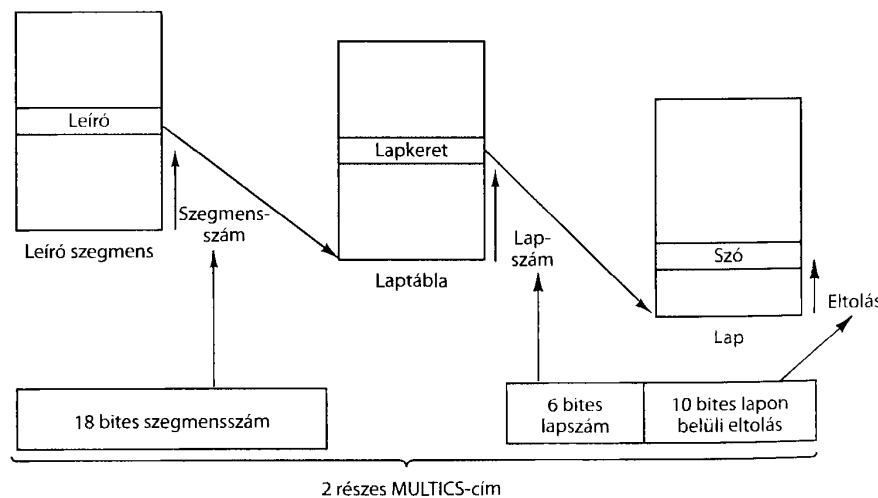 Leíró
Leíró szegmens
Szegmens-
szám
Lapkeret
Laptábla
Lap-
szám
Szó
Lap
Eltolás
18 bites szegmensszám
6 bites
lapszám
10 bites lapon
belüli eltolás
2 részes MULTICS-cím